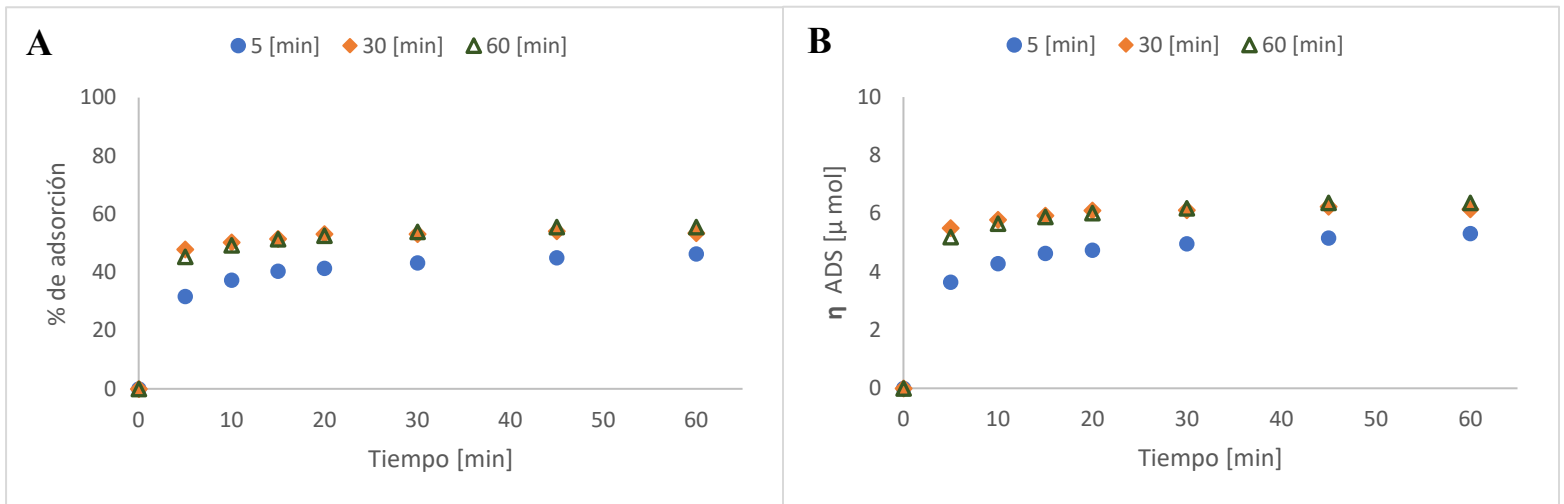 A
5 [min] 30 [min] 60 [min]
100
80
60
40
20
0
% de adsorción
0 10 20 30 40 50 60
Tiempo [min]
B
5 [min] 30 [min] 60 [min]
10
8
6
4
2
0
η ADS [µ mol]
0 10 20 30 40 50 60
Tiempo [min]